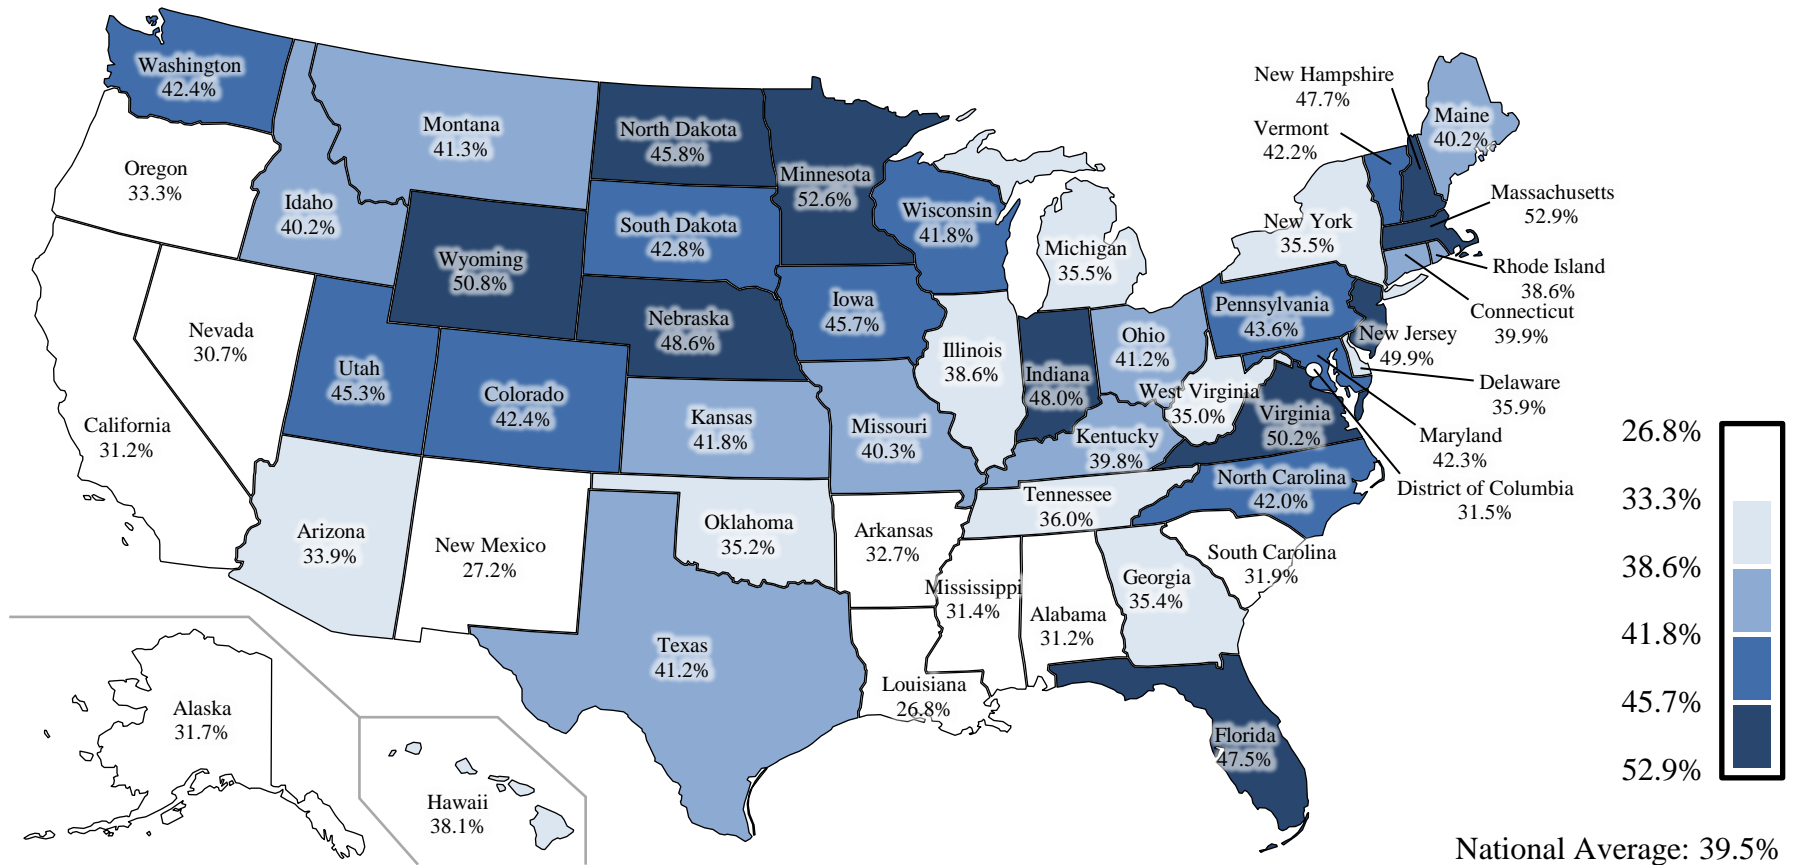 Washington
42.4%
Oregon
33.3%
California
31.2%
Nevada
30.7%
Idaho
40.2%
Montana
41.3%
Wyoming
50.8%
Utah
45.3%
Colorado
42.4%
Arizona
33.9%
New Mexico
27.2%
North Dakota
45.8%
South Dakota
42.8%
Nebraska
48.6%
Kansas
41.8%
Oklahoma
35.2%
Texas
41.2%
Minnesota
52.6%
Iowa
45.7%
Missouri
40.3%
Arkansas
32.7%
Louisiana
26.8%
Wisconsin
41.8%
Illinois
38.6%
Michigan
35.5%
Indiana
48.0%
Ohio
41.2%
Kentucky
39.8%
Tennessee
36.0%
Mississippi
31.4%
Alabama
31.2%
Georgia
35.4%
Florida
47.5%
South Carolina
31.9%
North Carolina
42.0%
Virginia
50.2%
West Virginia
35.0%
Pennsylvania
43.6%
New York
35.5%
Vermont
42.2%
New Hampshire
47.7%
Maine
40.2%
Massachusetts
52.9%
Rhode Island
38.6%
Connecticut
39.9%
New Jersey
49.9%
Delaware
35.9%
Maryland
42.3%
District of Columbia
31.5%
Alaska
31.7%
Hawaii
38.1%
26.8%
33.3%
38.6%
41.8%
45.7%
52.9%
National Average: 39.5%